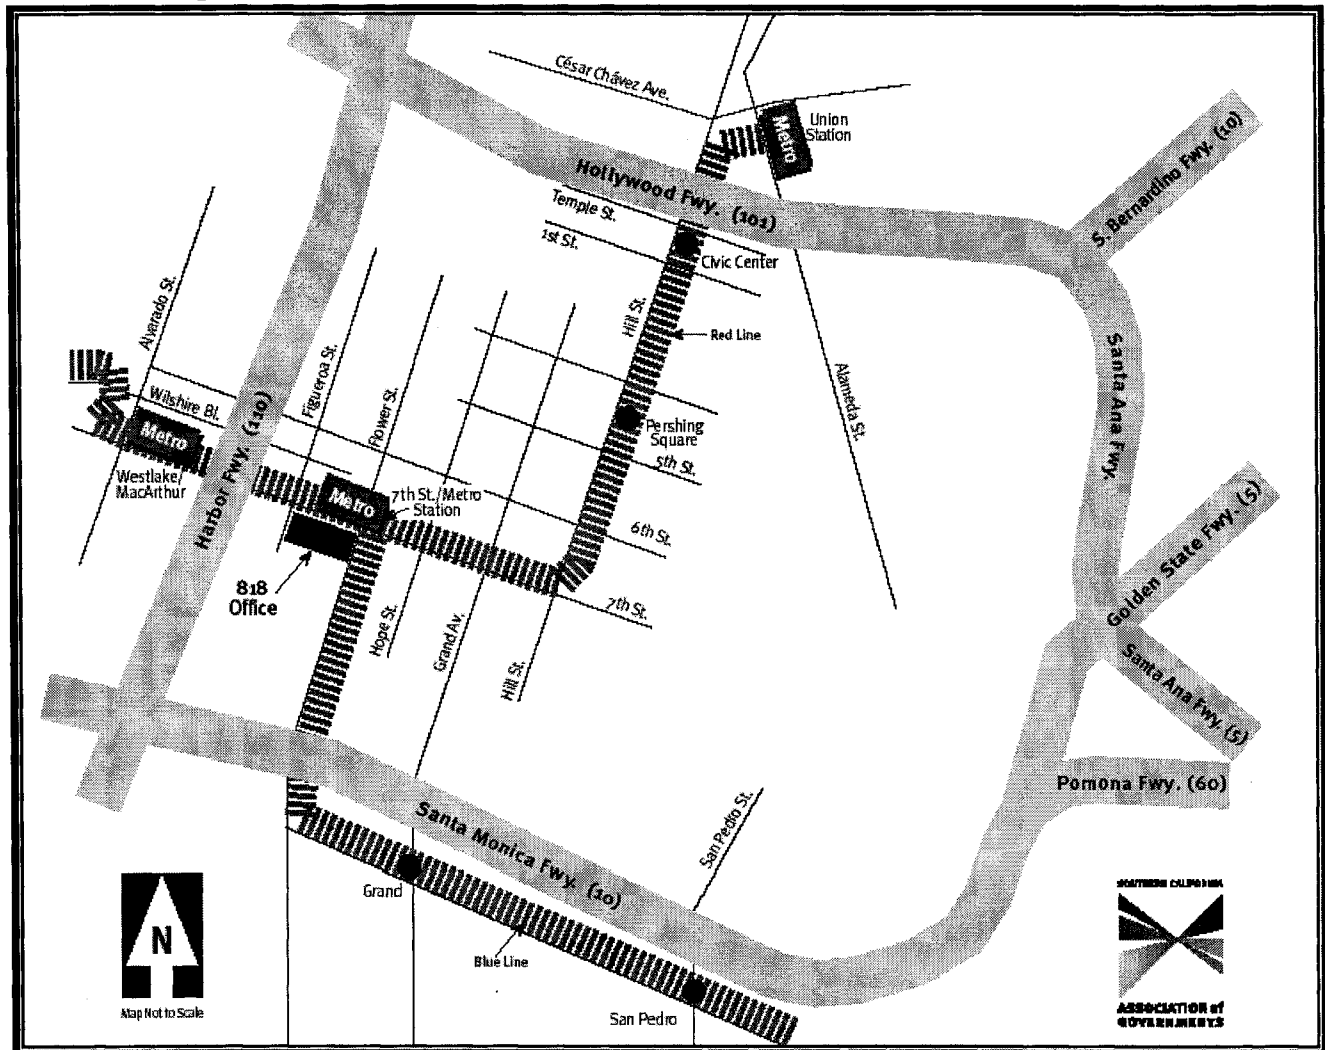 César Chávez Ave.
Metro
Union
Station
S. Bernardino Fwy. (10)
Hollywood Fwy. (101)
Temple St.
1st St.
Civic Center
Alvarado St.
Hill St.
Red Line
Santa Ana Fwy.
Figueroa St.
Flower St.
Alameda St.
Wilshire Bl.
Metro
Westlake/
MacArthur
Harbor Fwy. (110)
Pershing
Square
5th St.
Metro
7th St./Metro
Station
6th St.
Golden State Fwy. (5)
818
Office
7th St.
Hope St.
Grand Av.
Hill St.
Santa Ana Fwy. (5)
Pomona Fwy. (60)
Santa Monica Fwy. (10)
San Pedro St.
Grand
Blue Line
San Pedro
N
Map Not to Scale
SOUTHERN CALIFORNIA
ASSOCIATION of
GOVERNMENTS